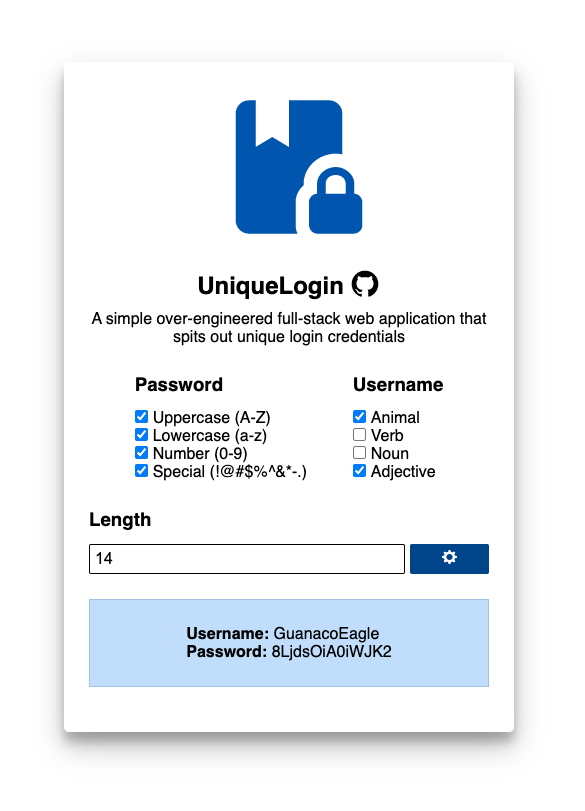 UniqueLogin
A simple over-engineered full-stack web application that
spits out unique login credentials
Password
Uppercase (A-Z)
Lowercase (a-z)
Number (0-9)
Special (!@#$%^&*-.)
Username
Animal
Verb
Noun
Adjective
Length
14
Username: GuanacoEagle
Password: 8LjdsOiA0iWJK2